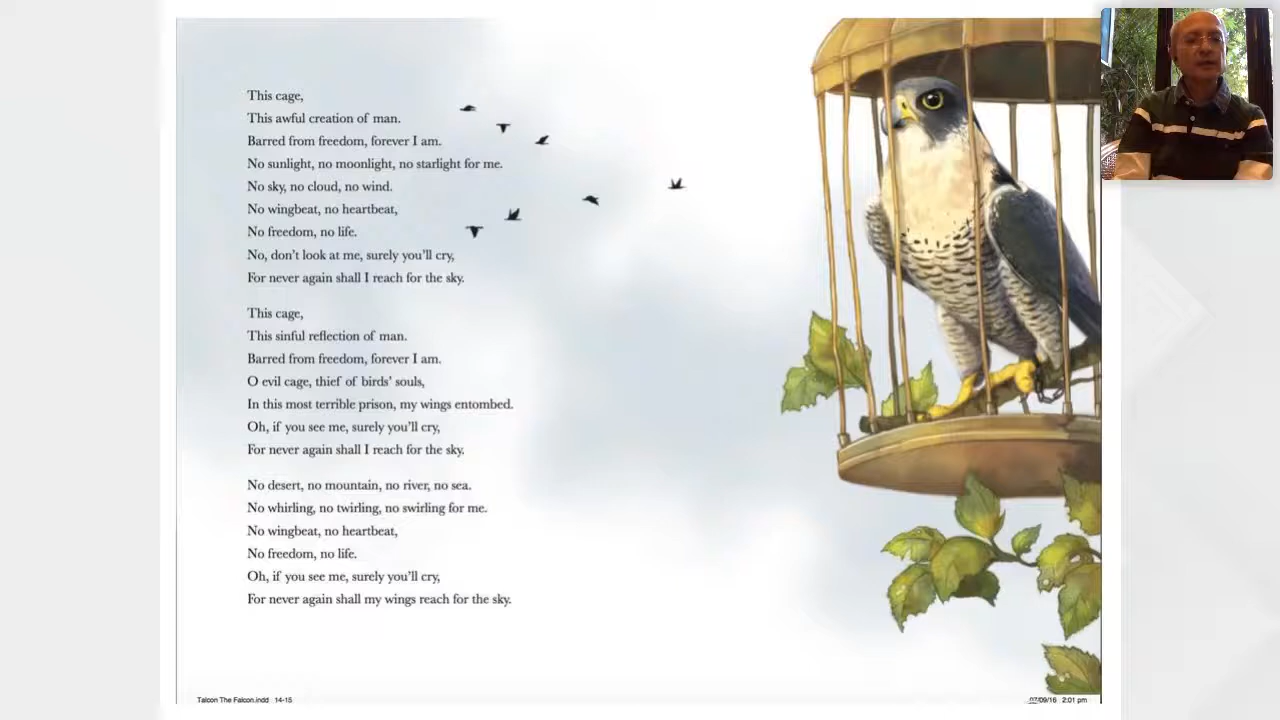 This cage,
This awful creation of man.
Barred from freedom, forever I am.
No sunlight, no moonlight, no starlight for me.
No sky, no cloud, no wind.
No wingbeat, no heartbeat,
No freedom, no life.
No, don’t look at me, surely you’ll cry,
For never again shall I reach for the sky.
This cage,
This sinful reflection of man.
Barred from freedom, forever I am.
O evil cage, thief of birds’ souls,
In this most terrible prison, my wings entombed.
Oh, if you see me, surely you’ll cry,
For never again shall I reach for the sky.
No desert, no mountain, no river, no sea.
No whirling, no twirling, no swirling for me.
No wingbeat, no heartbeat,
No freedom, no life.
Oh, if you see me, surely you’ll cry,
For never again shall my wings reach for the sky.
Talcon The Falcon.indd 14-15
2:01 pm